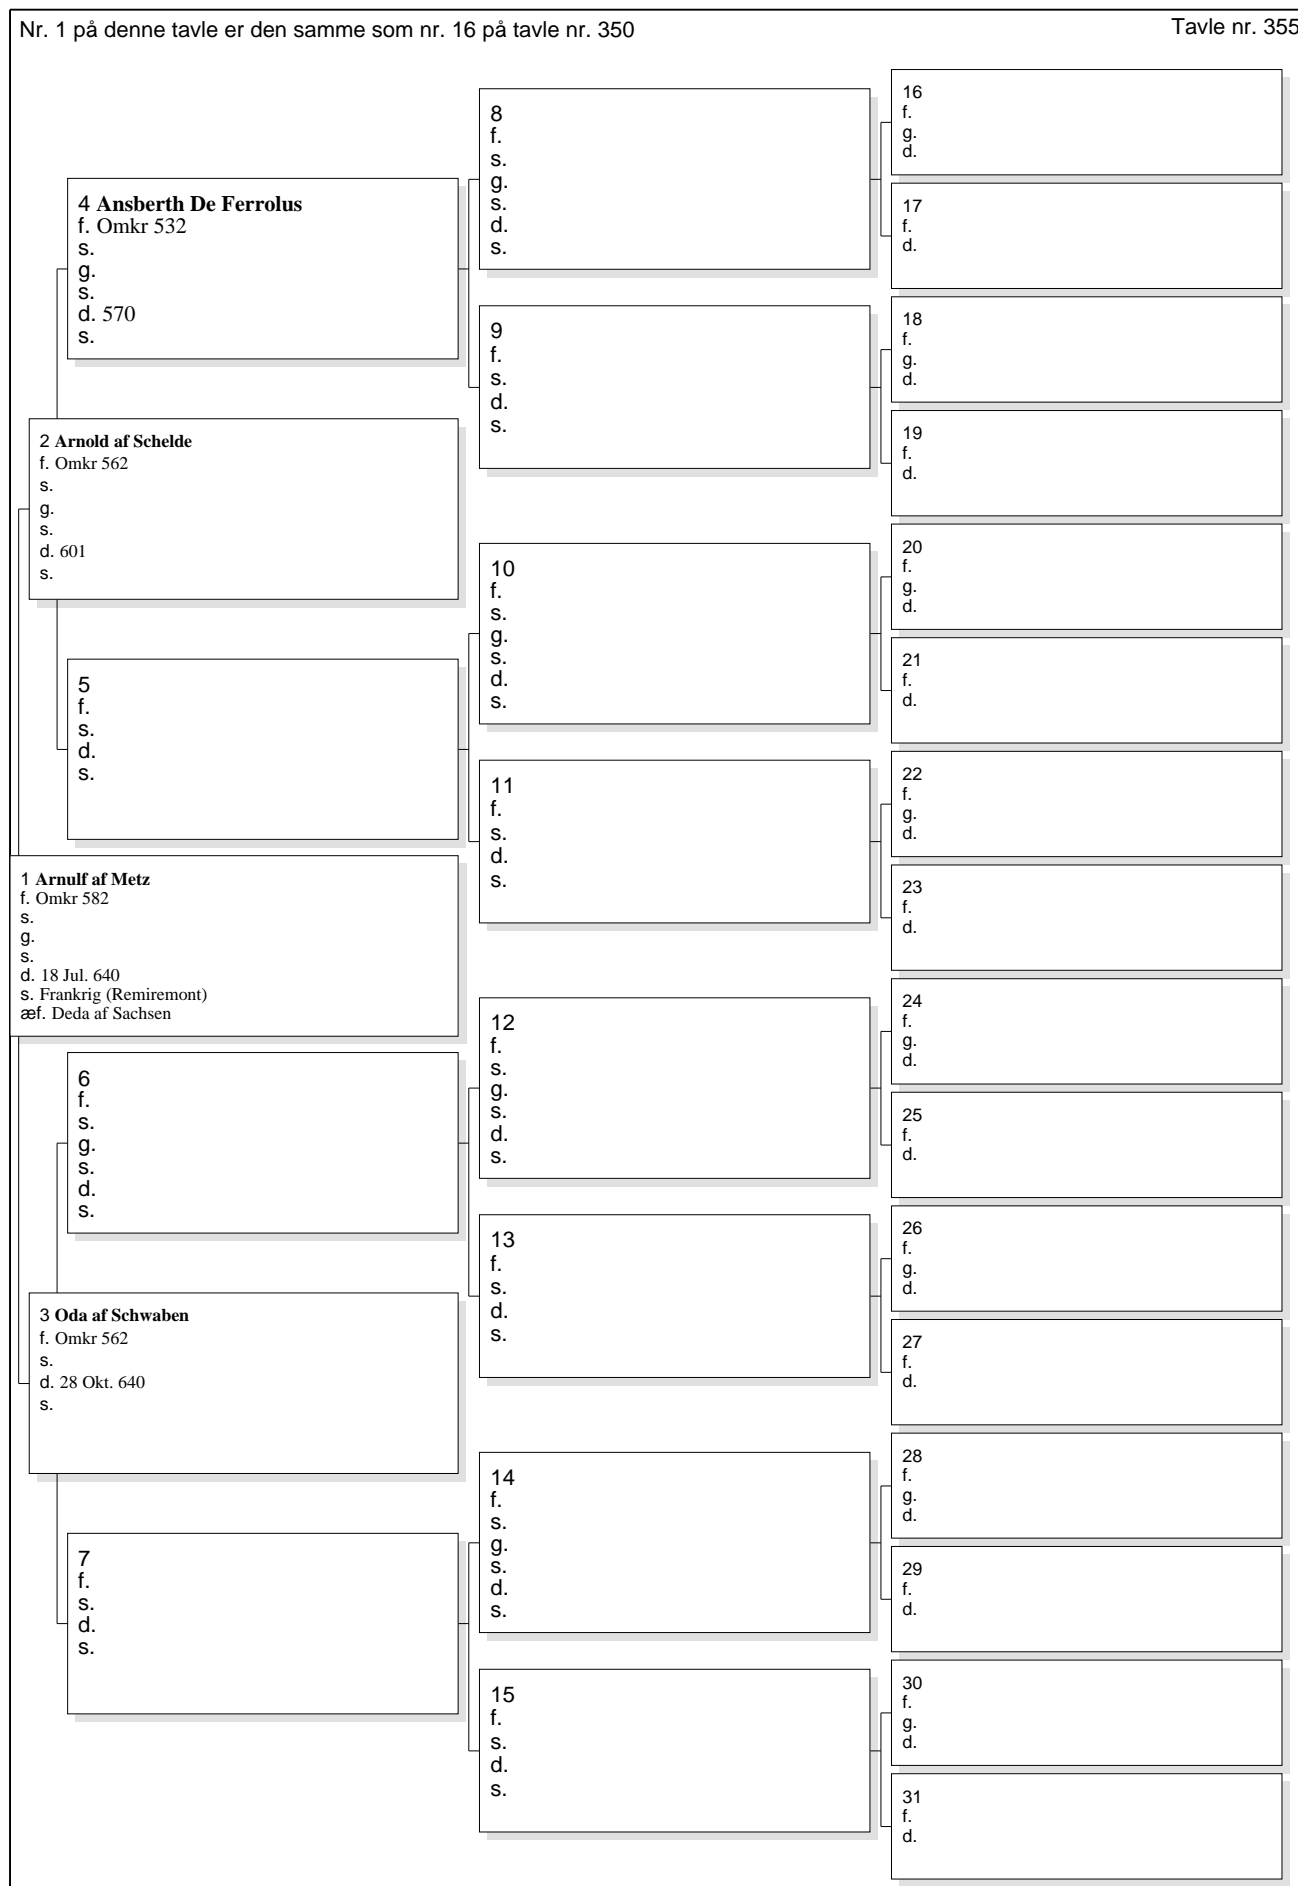 Nr. 1 på denne tavle er den samme som nr. 16 på tavle nr. 350
Tavle nr. 355
4 Ansberth De Ferrolus
f. Omkr 532
s.
g.
s.
d. 570
s.
2 Arnold af Schelde
f. Omkr 562
s.
g.
s.
d. 601
s.
5
f.
s.
d.
s.
1 Arnulf af Metz
f. Omkr 582
s.
g.
s.
d. 18 Jul. 640
s. Frankrig (Remiremont)
æf. Deda af Sachsen
6
f.
s.
g.
s.
d.
s.
3 Oda af Schwaben
f. Omkr 562
s.
d. 28 Okt. 640
s.
7
f.
s.
d.
s.
8
f.
s.
g.
s.
d.
s.
9
f.
s.
d.
s.
10
f.
s.
g.
s.
d.
s.
11
f.
s.
d.
s.
12
f.
s.
g.
s.
d.
s.
13
f.
s.
d.
s.
14
f.
s.
g.
s.
d.
s.
15
f.
s.
d.
s.
16
f.
g.
d.
17
f.
d.
18
f.
g.
d.
19
f.
d.
20
f.
g.
d.
21
f.
d.
22
f.
g.
d.
23
f.
d.
24
f.
g.
d.
25
f.
d.
26
f.
g.
d.
27
f.
d.
28
f.
g.
d.
29
f.
d.
30
f.
g.
d.
31
f.
d.